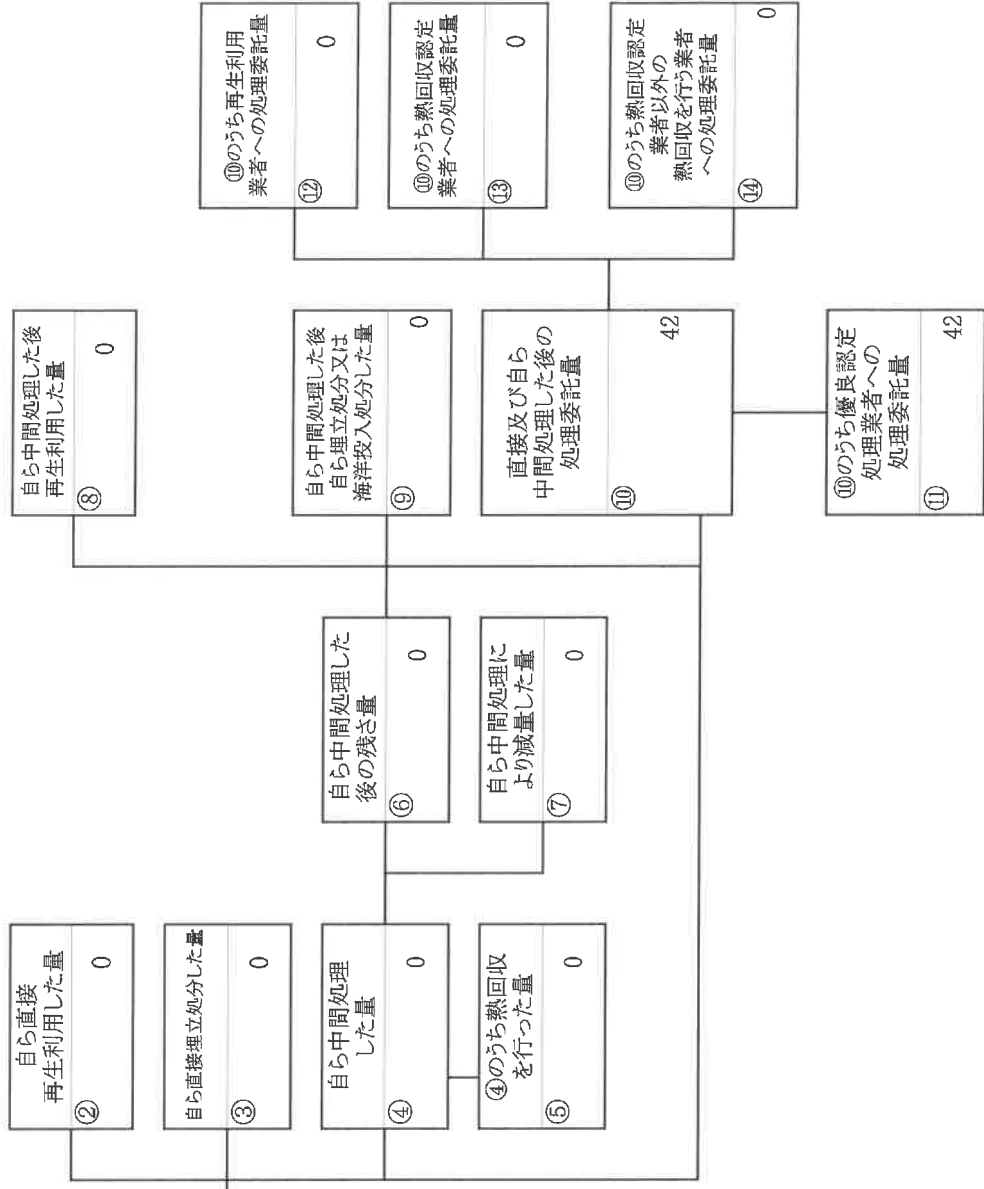 自ら直接
再生利用した量
② 0
自ら直接埋立処分した量
③ 0
自ら中間処理
した量
④ 0
④のうち熱回収
を行った量
⑤ 0
自ら中間処理した
後の残さ量
⑥ 0
自ら中間処理に
より減量した量
⑦ 0
自ら中間処理した後
再生利用した量
⑧ 0
自ら中間処理した後
自ら埋立処分又は
海洋投入処分した量
⑨ 0
直接及び自ら
中間処理した後の
処理委託量
⑩ 42
⑩のうち優良認定
処理業者への
処理委託量
⑪ 42
⑩のうち再生利用
業者への処理委託量
⑫ 0
⑩のうち熱回収認定
業者への処理委託量
⑬ 0
⑩のうち熱回収認定
業者以外の
熱回収を行う業者
への処理委託量
⑭ 0